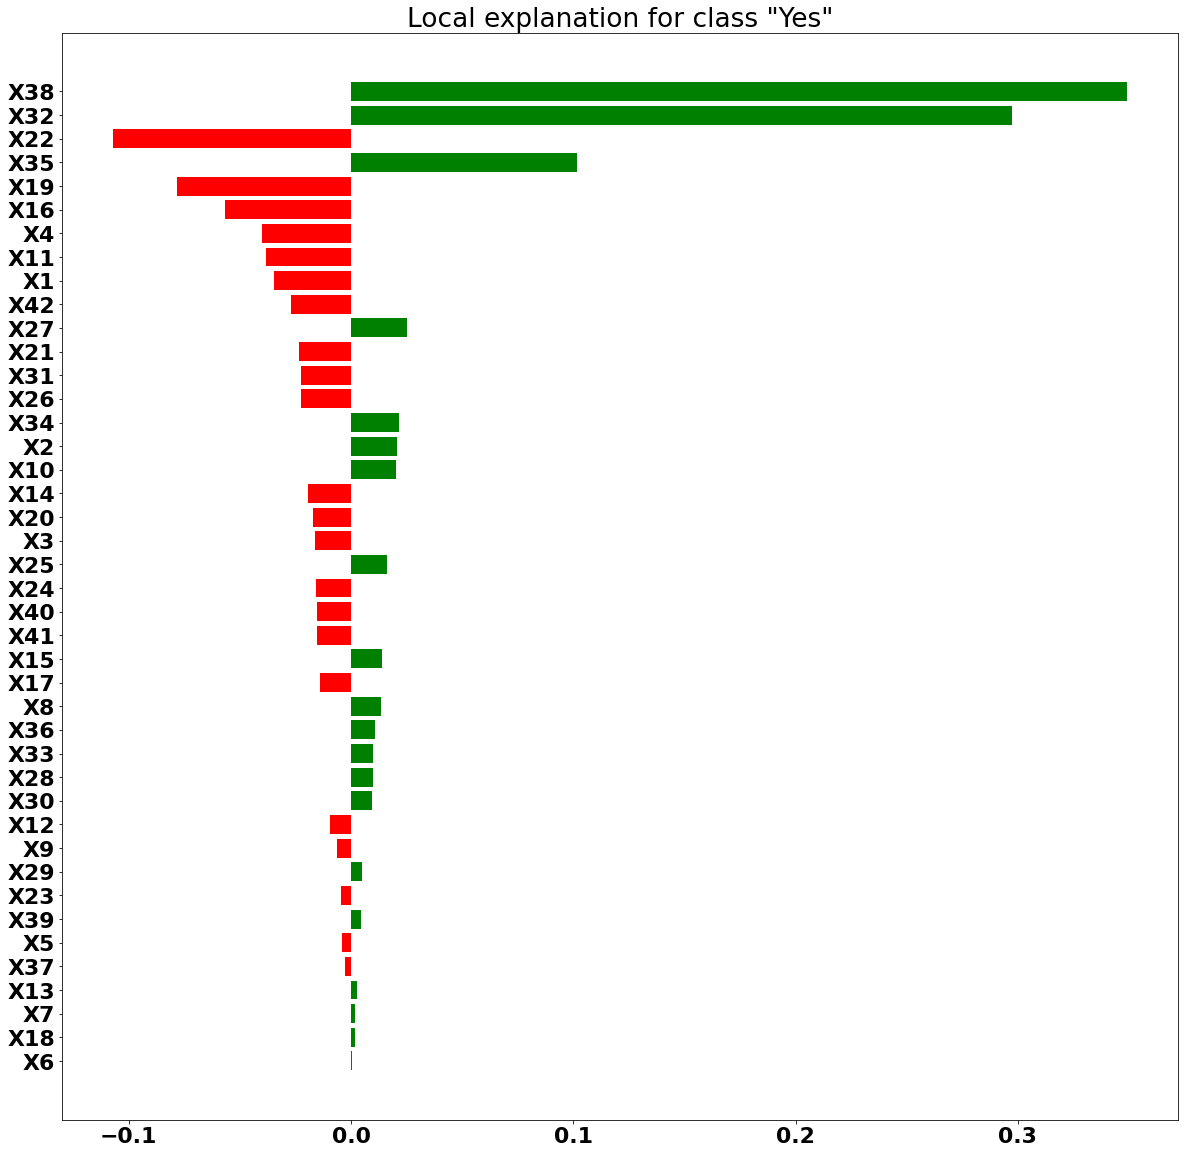 Local explanation for class "Yes"
X38
X32
X22
X35
X19
X16
X4
X11
X1
X42
X27
X21
X31
X26
X34
X2
X10
X14
X20
X3
X25
X24
X40
X41
X15
X17
X8
X36
X33
X28
X30
X12
X9
X29
X23
X39
X5
X37
X13
X7
X18
X6
−0.1 0.0 0.1 0.2 0.3